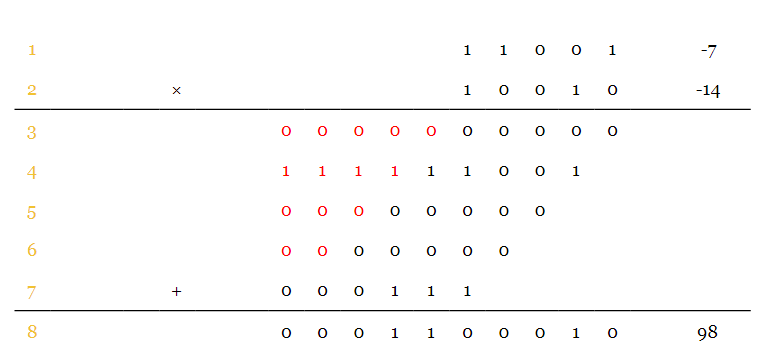 1 1 1 0 0 1 -7
2 × 1 0 0 1 0 -14
3 0 0 0 0 0 0 0 0 0 0
4 1 1 1 1 1 1 0 0 1
5 0 0 0 0 0 0 0 0
6 0 0 0 0 0 0 0
7 + 0 0 0 1 1 1
8 0 0 0 1 1 0 0 0 1 0 98